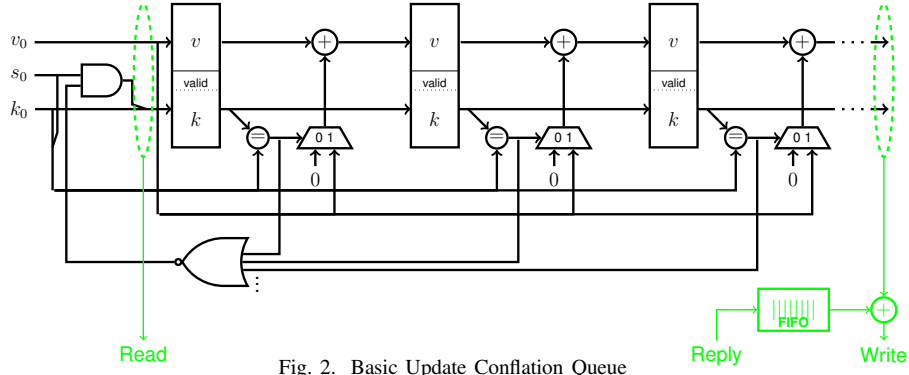 v₀
s₀
k₀
v
valid
k
=
0 1
0
+
v
valid
k
=
0 1
0
+
v
valid
k
=
0 1
0
+
...
...
...
FIFO
Read
Reply
+
Write
Fig. 2. Basic Update Conflation Queue